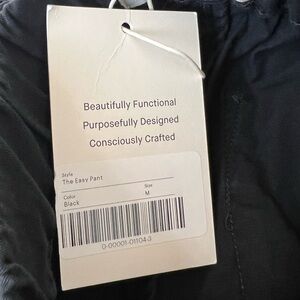 Beautifully Functional
Purposefully Designed
Consciously Crafted
Style
The Easy Pant
Color
Size
Black
M
0-00001-01104-3